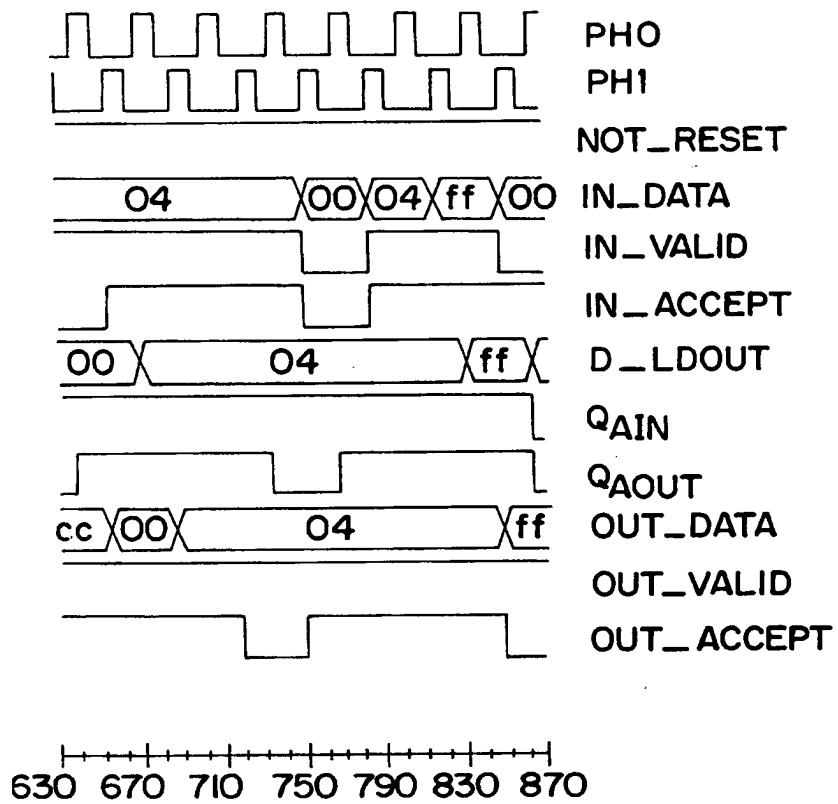 PH0
PH1
NOT_RESET
04 00 04 ff 00 IN_DATA
IN_VALID
IN_ACCEPT
00 04 ff D_LDOUT
QAIN
QAOUT
cc 00 04 ff OUT_DATA
OUT_VALID
OUT_ACCEPT
630 670 710 750 790 830 870